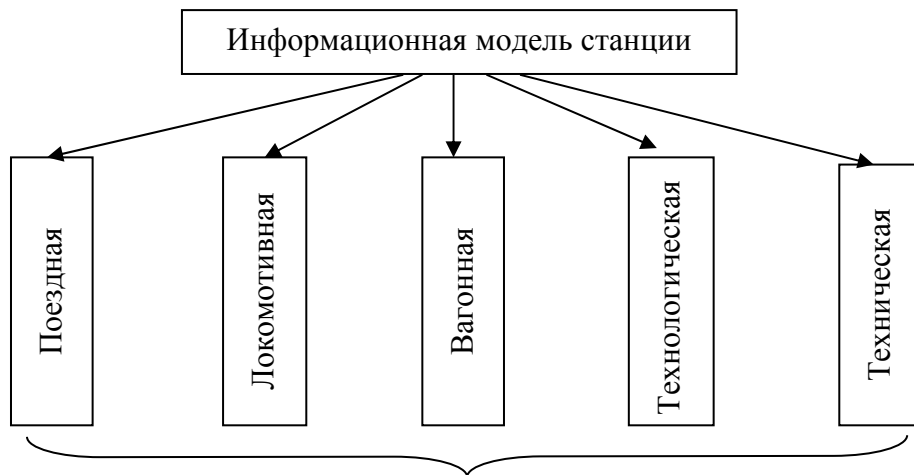 Информационная модель станции
Поездная
Локомотивная
Вагонная
Технологическая
Техническая